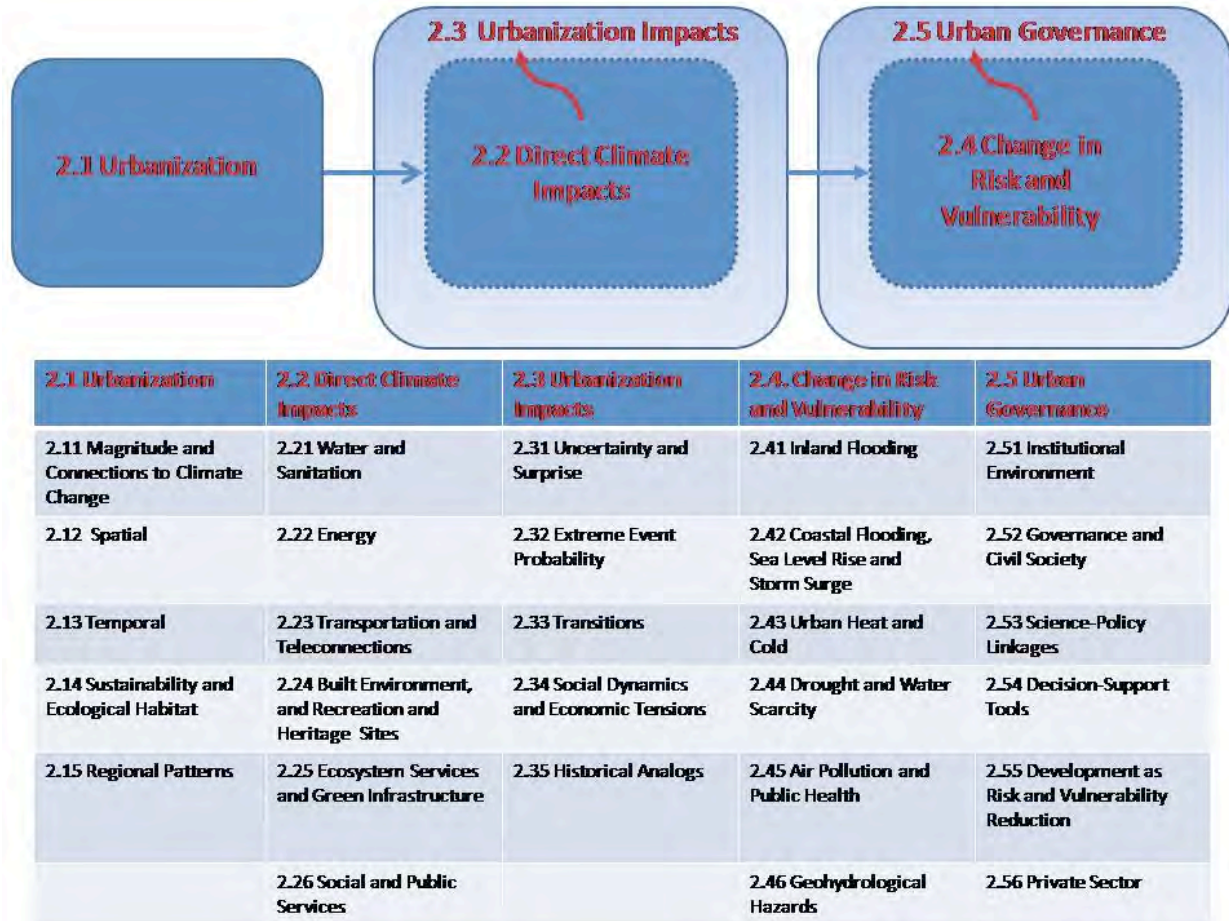 2.3 Urbanization Impacts
2.5 Urban Governance
2.1 Urbanization
2.2 Direct Climate
Impacts
2.4 Change in
Risk and
Vulnerability
2.1 Urbanization
2.2 Direct Climate
Impacts
2.3 Urbanization
Impacts
2.4. Change in Risk
and Vulnerability
2.5 Urban
Governance
2.11 Magnitude and
Connections to Climate
Change
2.21 Water and
Sanitation
2.31 Uncertainty and
Surprise
2.41 Inland Flooding
2.51 Institutional
Environment
2.12 Spatial
2.22 Energy
2.32 Extreme Event
Probability
2.42 Coastal Flooding,
Sea Level Rise and
Storm Surge
2.52 Governance and
Civil Society
2.13 Temporal
2.23 Transportation and
Teleconnections
2.33 Transitions
2.43 Urban Heat and
Cold
2.53 Science-Policy
Linkages
2.14 Sustainability and
Ecological Habitat
2.24 Built Environment,
and Recreation and
Heritage Sites
2.34 Social Dynamics
and Economic Tensions
2.44 Drought and Water
Scarcity
2.54 Decision-Support
Tools
2.15 Regional Patterns
2.25 Ecosystem Services
and Green Infrastructure
2.35 Historical Analogs
2.45 Air Pollution and
Public Health
2.55 Development as
Risk and Vulnerability
Reduction
2.26 Social and Public
Services
2.46 Geohydrological
Hazards
2.56 Private Sector